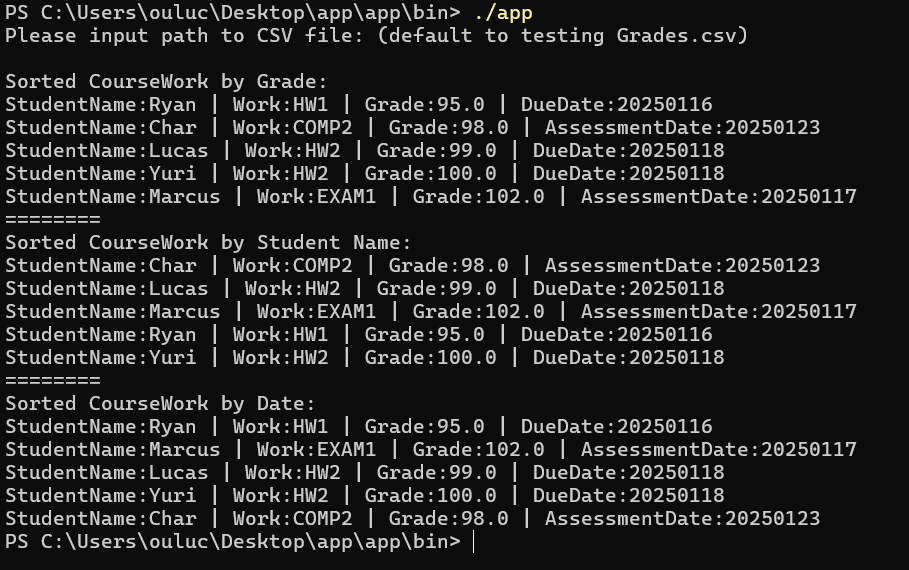 PS C:\Users\ouluc\Desktop\app\app\bin> ./app
Please input path to CSV file: (default to testing Grades.csv)
Sorted CourseWork by Grade:
StudentName:Ryan | Work:HW1 | Grade:95.0 | DueDate:20250116
StudentName:Char | Work:COMP2 | Grade:98.0 | AssessmentDate:20250123
StudentName:Lucas | Work:HW2 | Grade:99.0 | DueDate:20250118
StudentName:Yuri | Work:HW2 | Grade:100.0 | DueDate:20250118
StudentName:Marcus | Work:EXAM1 | Grade:102.0 | AssessmentDate:20250117
========
Sorted CourseWork by Student Name:
StudentName:Char | Work:COMP2 | Grade:98.0 | AssessmentDate:20250123
StudentName:Lucas | Work:HW2 | Grade:99.0 | DueDate:20250118
StudentName:Marcus | Work:EXAM1 | Grade:102.0 | AssessmentDate:20250117
StudentName:Ryan | Work:HW1 | Grade:95.0 | DueDate:20250116
StudentName:Yuri | Work:HW2 | Grade:100.0 | DueDate:20250118
========
Sorted CourseWork by Date:
StudentName:Ryan | Work:HW1 | Grade:95.0 | DueDate:20250116
StudentName:Marcus | Work:EXAM1 | Grade:102.0 | AssessmentDate:20250117
StudentName:Lucas | Work:HW2 | Grade:99.0 | DueDate:20250118
StudentName:Yuri | Work:HW2 | Grade:100.0 | DueDate:20250118
StudentName:Char | Work:COMP2 | Grade:98.0 | AssessmentDate:20250123
PS C:\Users\ouluc\Desktop\app\app\bin>